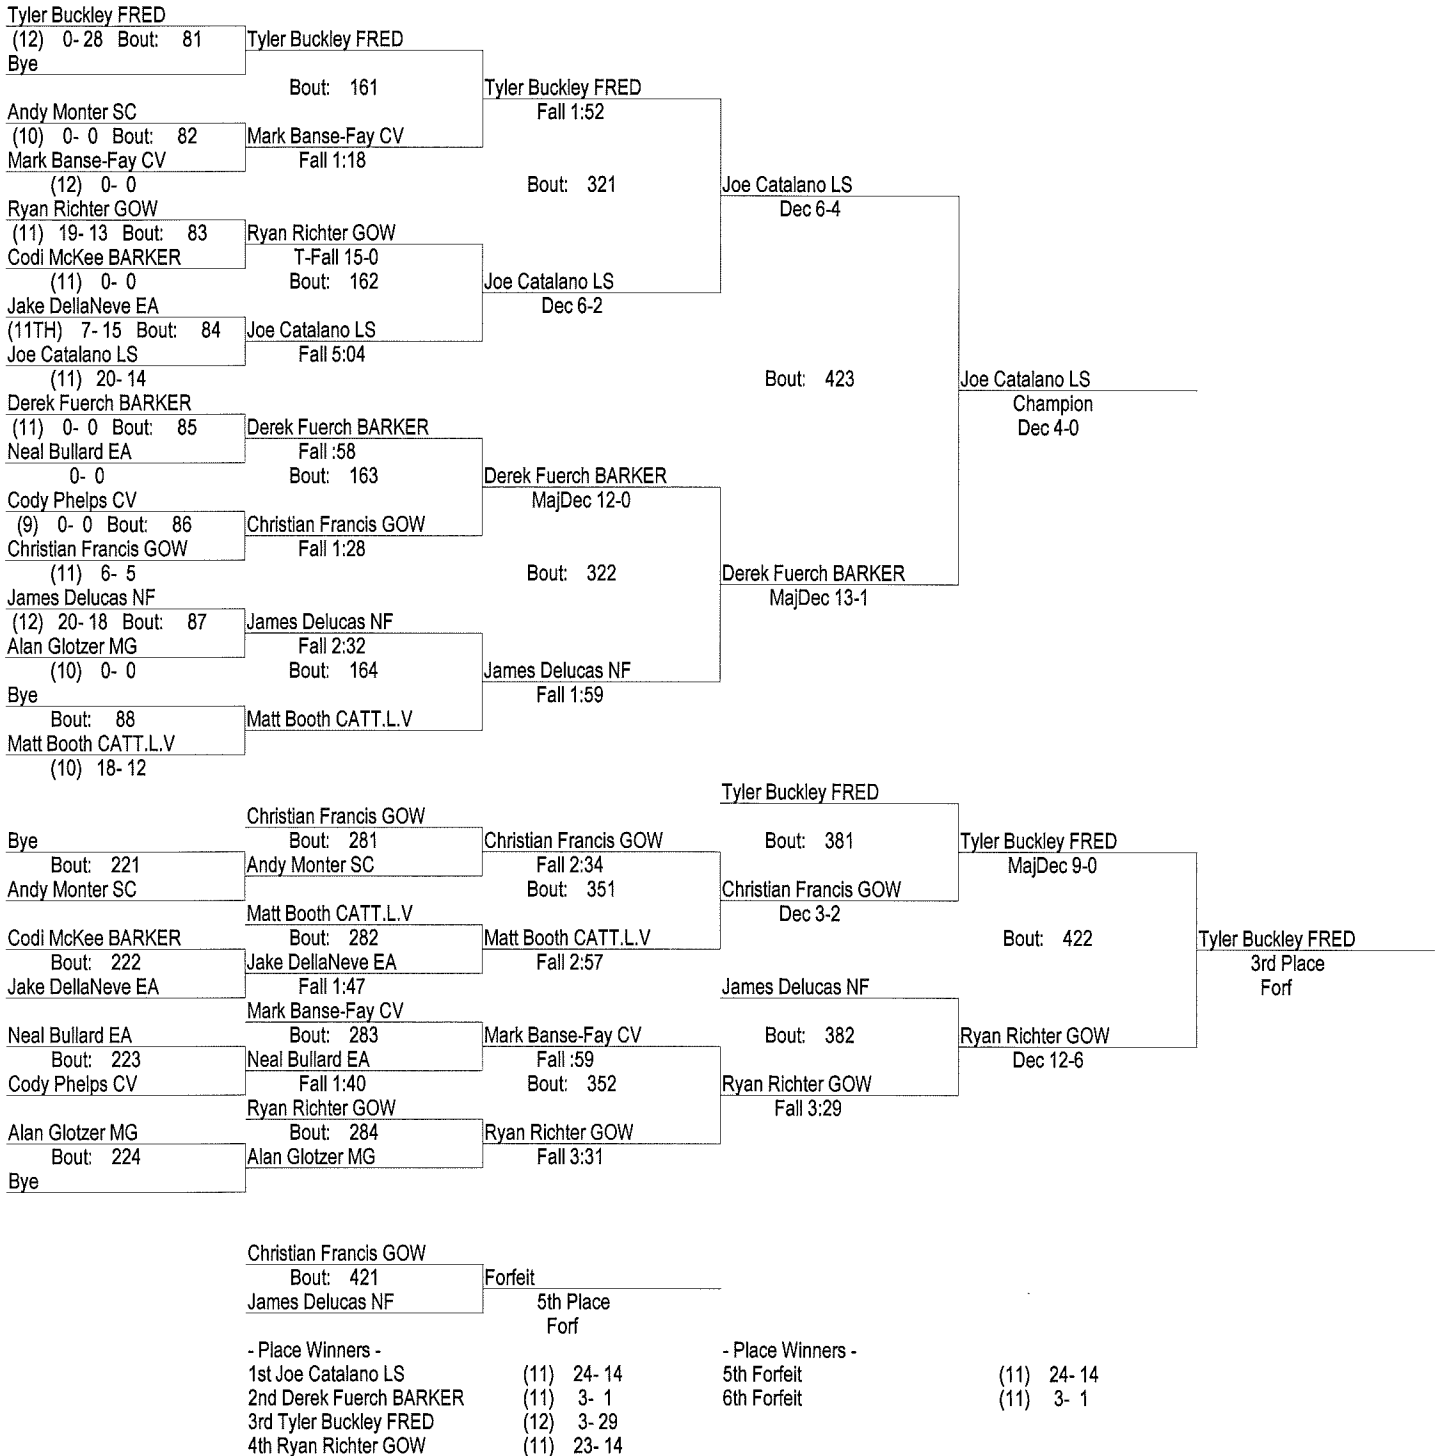 Tyler Buckley FRED
(12) 0- 28 Bout: 81
Bye
Tyler Buckley FRED
Bout: 161
Andy Monter SC
(10) 0- 0 Bout: 82
Mark Banse-Fay CV
(12) 0- 0
Mark Banse-Fay CV
Fall 1:18
Tyler Buckley FRED
Fall 1:52
Bout: 321
Ryan Richter GOW
(11) 19- 13 Bout: 83
Codi McKee BARKER
(11) 0- 0
Ryan Richter GOW
T-Fall 15-0
Bout: 162
Jake DellaNeve EA
(11TH) 7- 15 Bout: 84
Joe Catalano LS
(11) 20- 14
Joe Catalano LS
Fall 5:04
Joe Catalano LS
Dec 6-2
Joe Catalano LS
Dec 6-4
Bout: 423
Joe Catalano LS
Champion
Dec 4-0
Derek Fuerch BARKER
(11) 0- 0 Bout: 85
Neal Bullard EA
0- 0
Derek Fuerch BARKER
Fall :58
Bout: 163
Cody Phelps CV
(9) 0- 0 Bout: 86
Christian Francis GOW
(11) 6- 5
Christian Francis GOW
Fall 1:28
Derek Fuerch BARKER
MajDec 12-0
Bout: 322
Derek Fuerch BARKER
MajDec 13-1
James Delucas NF
(12) 20- 18 Bout: 87
Alan Glotzer MG
(10) 0- 0
James Delucas NF
Fall 2:32
Bout: 164
Bye
Bout: 88
Matt Booth CATT.L.V
(10) 18- 12
Matt Booth CATT.L.V
James Delucas NF
Fall 1:59
Bye
Bout: 221
Andy Monter SC
Christian Francis GOW
Bout: 281
Andy Monter SC
Christian Francis GOW
Fall 2:34
Bout: 351
Codi McKee BARKER
Bout: 222
Jake DellaNeve EA
Matt Booth CATT.L.V
Bout: 282
Jake DellaNeve EA
Fall 1:47
Matt Booth CATT.L.V
Fall 2:57
Tyler Buckley FRED
Bout: 381
Christian Francis GOW
Dec 3-2
Tyler Buckley FRED
MajDec 9-0
Bout: 422
Tyler Buckley FRED
3rd Place
Forf
Neal Bullard EA
Bout: 223
Cody Phelps CV
Mark Banse-Fay CV
Bout: 283
Neal Bullard EA
Fall 1:40
Mark Banse-Fay CV
Fall :59
Bout: 352
Alan Glotzer MG
Bout: 224
Bye
Ryan Richter GOW
Bout: 284
Alan Glotzer MG
Ryan Richter GOW
Fall 3:31
James Delucas NF
Bout: 382
Ryan Richter GOW
Fall 3:29
Ryan Richter GOW
Dec 12-6
Christian Francis GOW
Bout: 421
James Delucas NF
Forfeit
5th Place
Forf
- Place Winners -
1st Joe Catalano LS (11) 24- 14
2nd Derek Fuerch BARKER (11) 3- 1
3rd Tyler Buckley FRED (12) 3- 29
4th Ryan Richter GOW (11) 23- 14
- Place Winners -
5th Forfeit (11) 24- 14
6th Forfeit (11) 3- 1